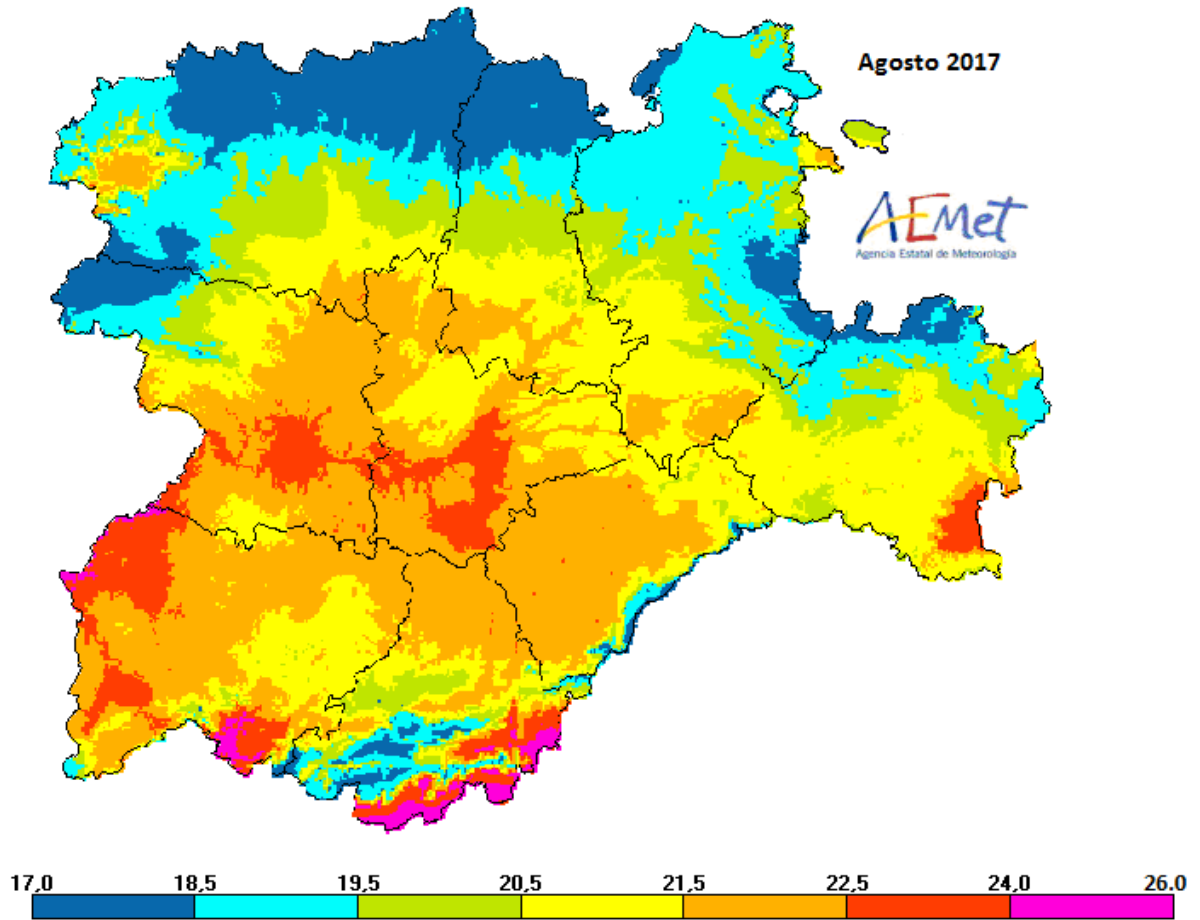 Agosto 2017
AEMet
Agencia Estatal de Meteorología
17,0 18,5 19,5 20,5 21,5 22,5 24,0 26.0